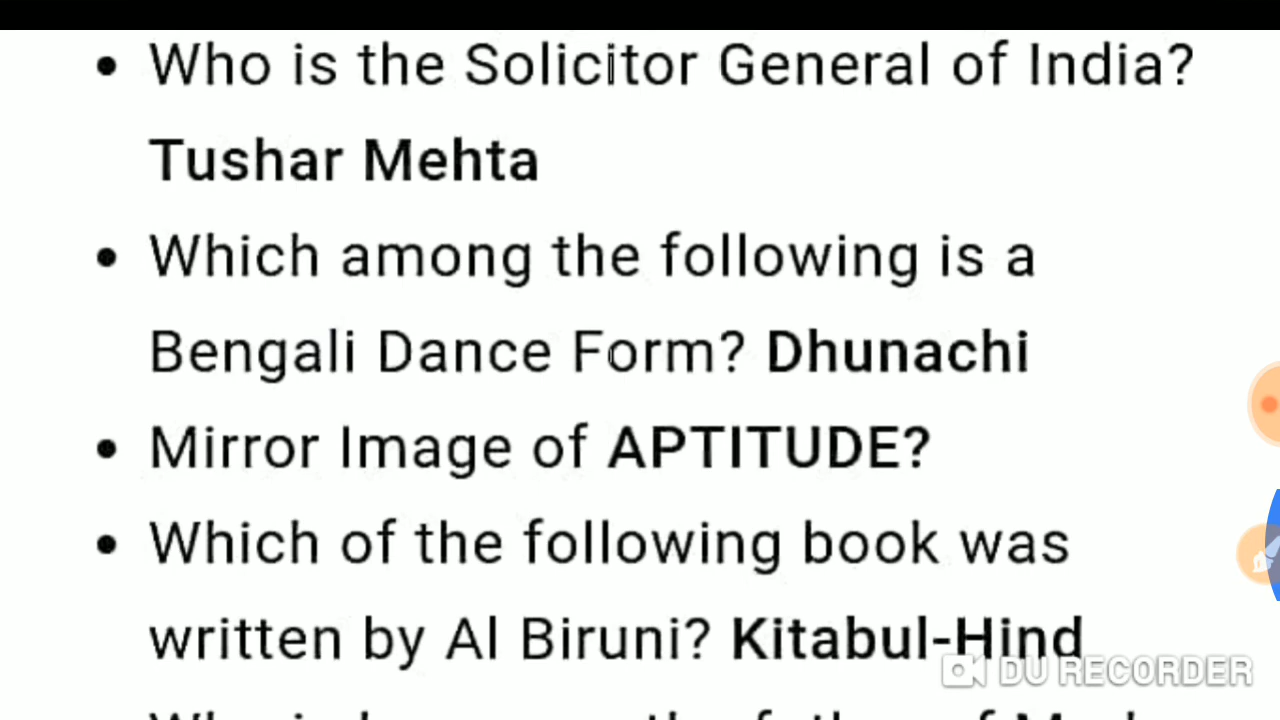 Who is the Solicitor General of India?
Tushar Mehta
Which among the following is a
Bengali Dance Form? Dhunachi
Mirror Image of APTITUDE?
Which of the following book was
written by Al Biruni? Kitabul-Hind
DU RECORDER